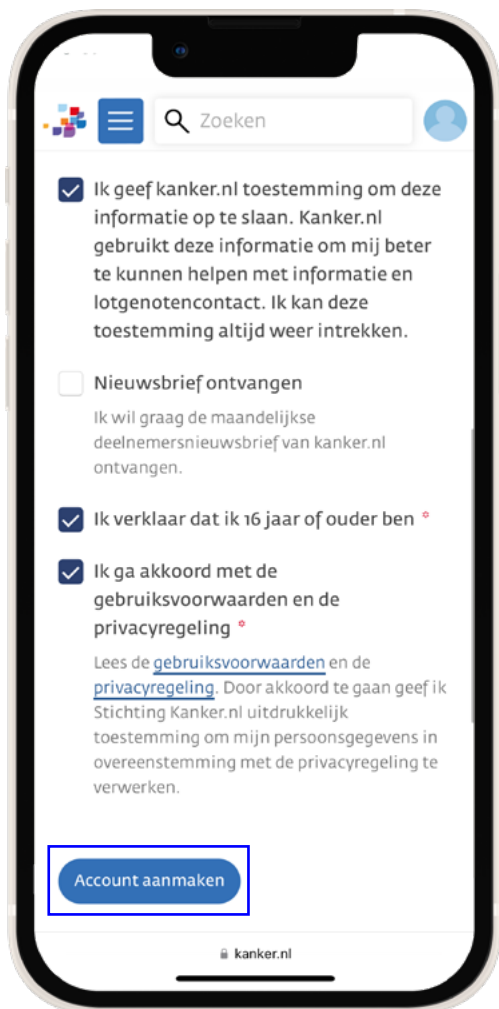 Zoeken
Ik geef kanker.nl toestemming om deze
informatie op te slaan. Kanker.nl
gebruikt deze informatie om mij beter
te kunnen helpen met informatie en
lotgenotencontact. Ik kan deze
toestemming altijd weer intrekken.
Nieuwsbrief ontvangen
Ik wil graag de maandelijkse
deelnemersnieuwsbrief van kanker.nl
ontvangen.
Ik verklaar dat ik 16 jaar of ouder ben *
Ik ga akkoord met de
gebruiksvoorwaarden en de
privacyregeling *
Lees de gebruiksvoorwaarden en de
privacyregeling. Door akkoord te gaan geef ik
Stichting Kanker.nl uitdrukkelijk
toestemming om mijn persoonsgegevens in
overeenstemming met de privacyregeling te
verwerken.
Account aanmaken
kanker.nl